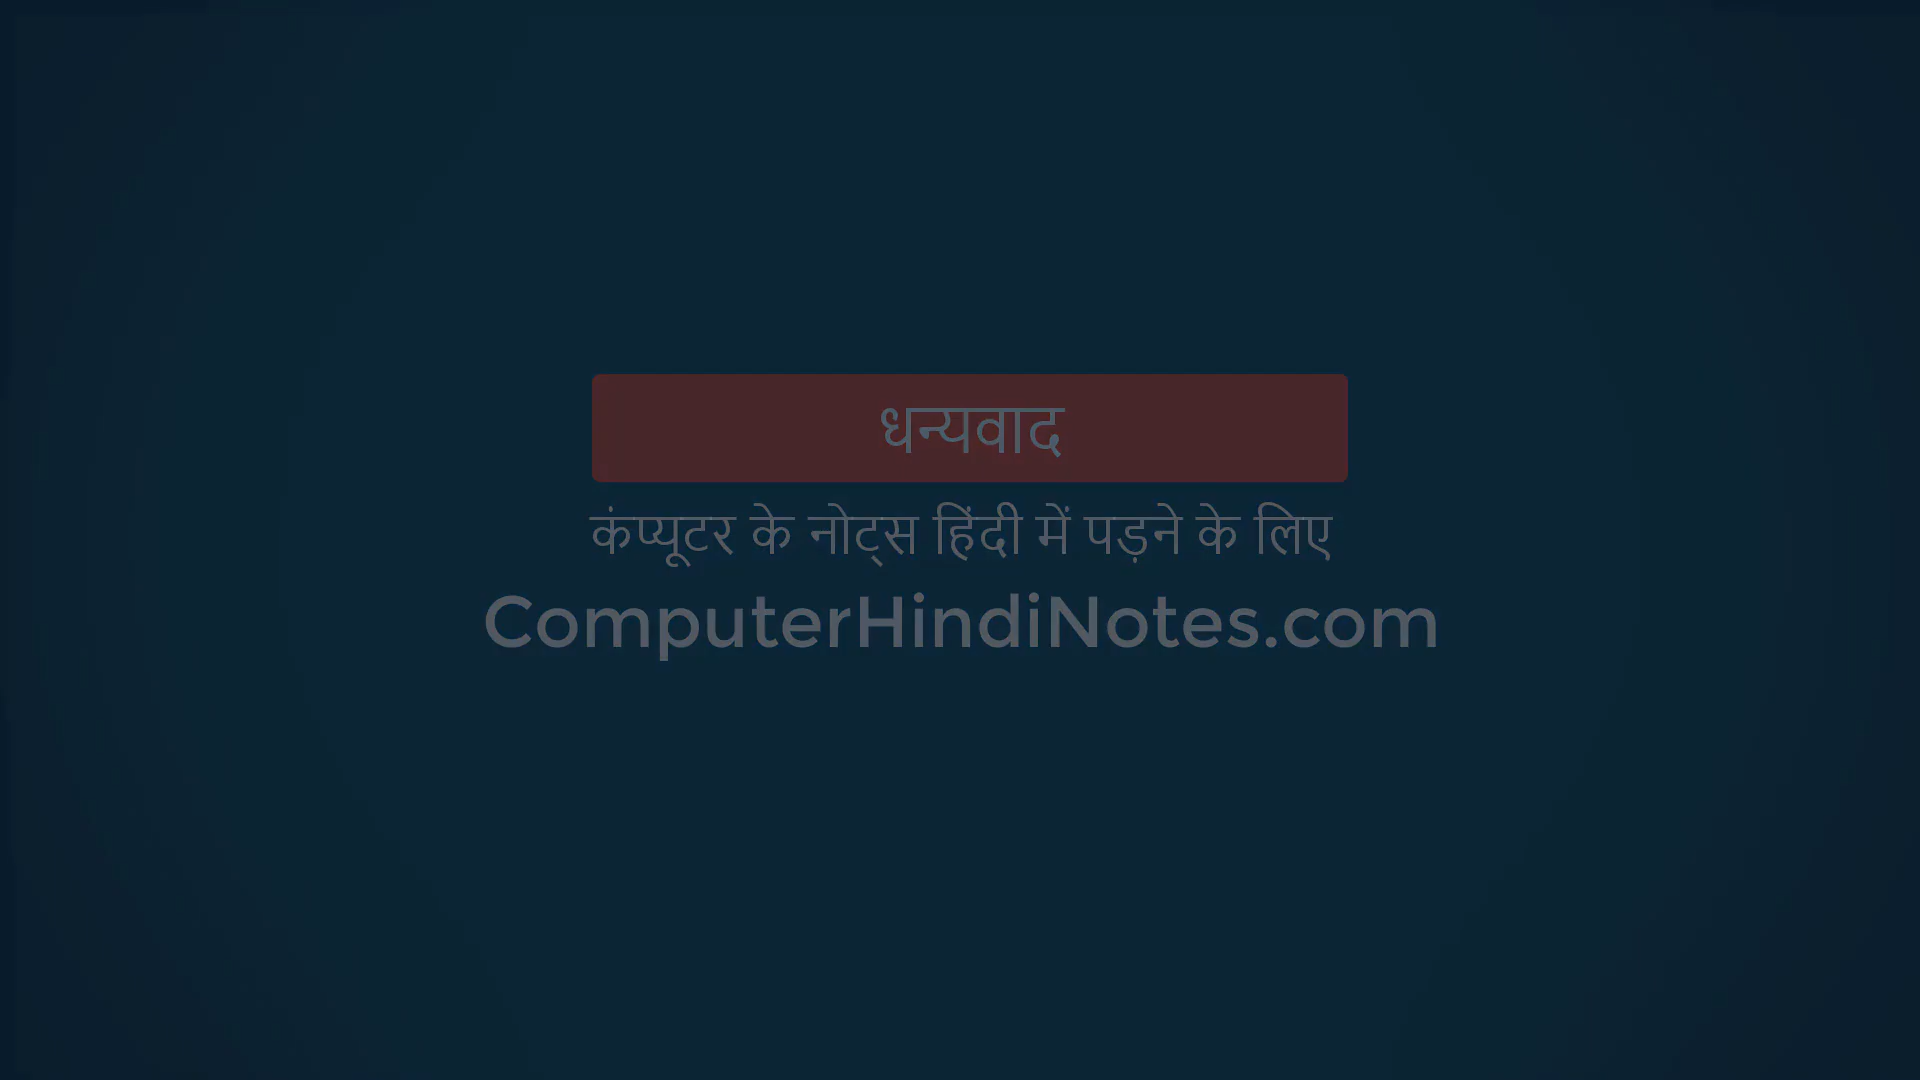 धन्यवाद
कंप्यूटर के नोट्स हिंदी में पड़ने के लिए
ComputerHindiNotes.com